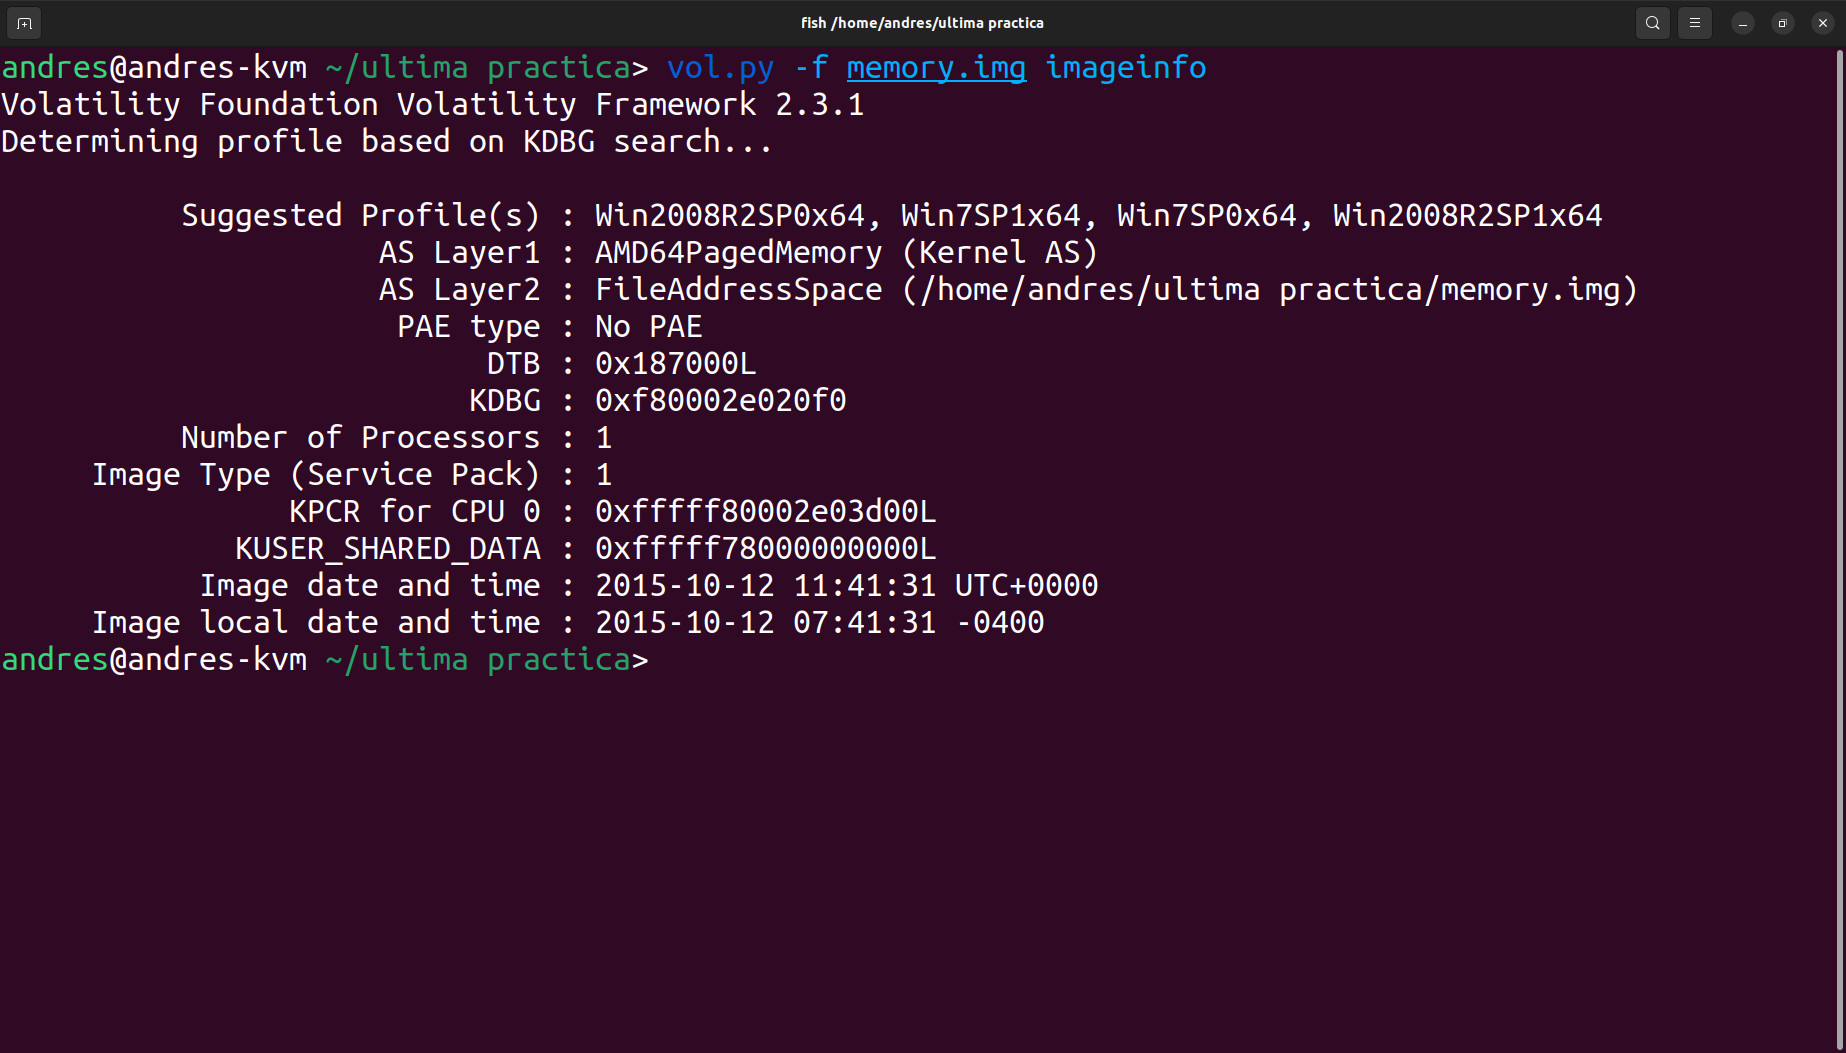 fish /home/andres/ultima practica
andres@andres-kvm ~/ultima practica> vol.py -f memory.img imageinfo
Volatility Foundation Volatility Framework 2.3.1
Determining profile based on KDBG search...
Suggested Profile(s) : Win2008R2SP0x64, Win7SP1x64, Win7SP0x64, Win2008R2SP1x64
AS Layer1 : AMD64PagedMemory (Kernel AS)
AS Layer2 : FileAddressSpace (/home/andres/ultima practica/memory.img)
PAE type : No PAE
DTB : 0x187000L
KDBG : 0xf80002e020f0
Number of Processors : 1
Image Type (Service Pack) : 1
KPCR for CPU 0 : 0xfffff80002e03d00L
KUSER_SHARED_DATA : 0xfffff78000000000L
Image date and time : 2015-10-12 11:41:31 UTC+0000
Image local date and time : 2015-10-12 07:41:31 -0400
andres@andres-kvm ~/ultima practica>